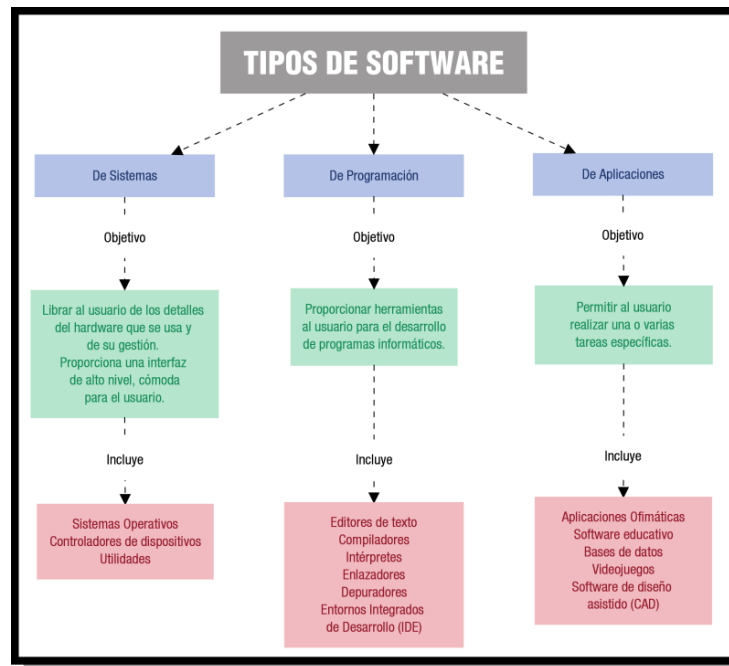 TIPOS DE SOFTWARE
De Sistemas
De Programación
De Aplicaciones
Objetivo
Objetivo
Objetivo
Librar al usuario de los detalles
del hardware que se usa y
de su gestión.
Proporciona una interfaz
de alto nivel, cómoda
para el usuario.
Proporcionar herramientas
al usuario para el desarrollo
de programas informáticos.
Permitir al usuario
realizar una o varias
tareas específicas.
Incluye
Incluye
Incluye
Sistemas Operativos
Controladores de dispositivos
Utilidades
Editores de texto
Compiladores
Intérpretes
Enlazadores
Depuradores
Entornos Integrados
de Desarrollo (IDE)
Aplicaciones Ofimáticas
Software educativo
Bases de datos
Videojuegos
Software de diseño
asistido (CAD)